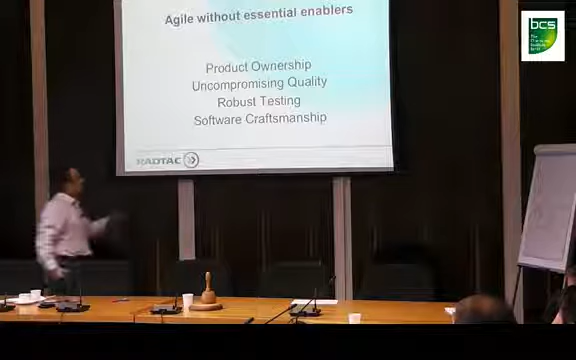 Agile without essential enablers
Product Ownership
Uncompromising Quality
Robust Testing
Software Craftsmanship
RADTAC
bcs